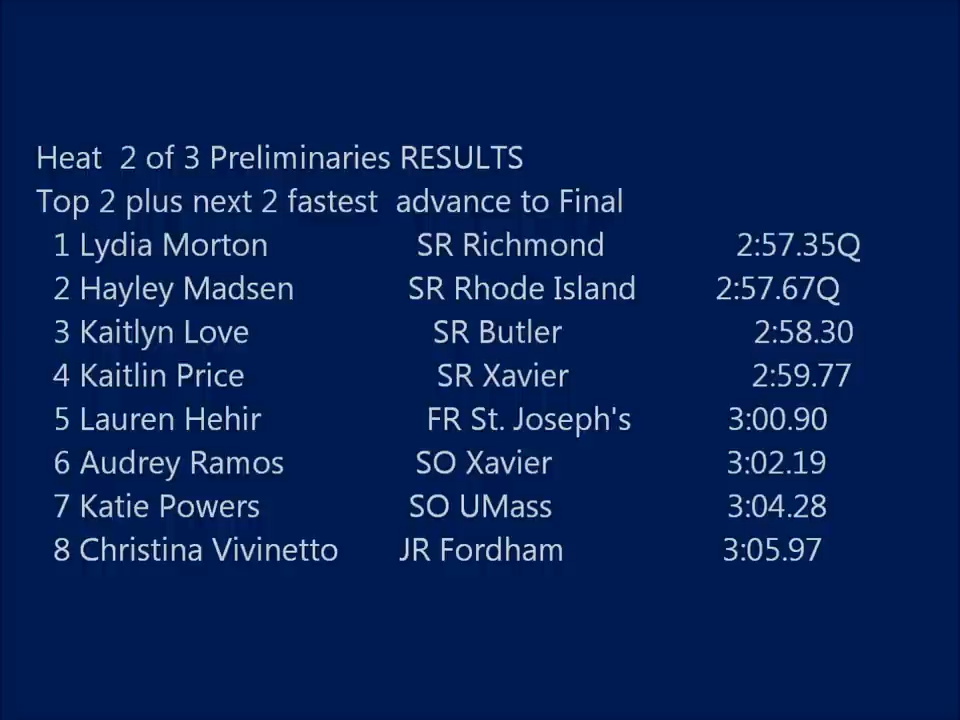 Heat 2 of 3 Preliminaries RESULTS
Top 2 plus next 2 fastest advance to Final
1 Lydia Morton SR Richmond 2:57.35Q
2 Hayley Madsen SR Rhode Island 2:57.67Q
3 Kaitlyn Love SR Butler 2:58.30
4 Kaitlin Price SR Xavier 2:59.77
5 Lauren Hehir FR St. Joseph's 3:00.90
6 Audrey Ramos SO Xavier 3:02.19
7 Katie Powers SO UMass 3:04.28
8 Christina Vivinetto JR Fordham 3:05.97